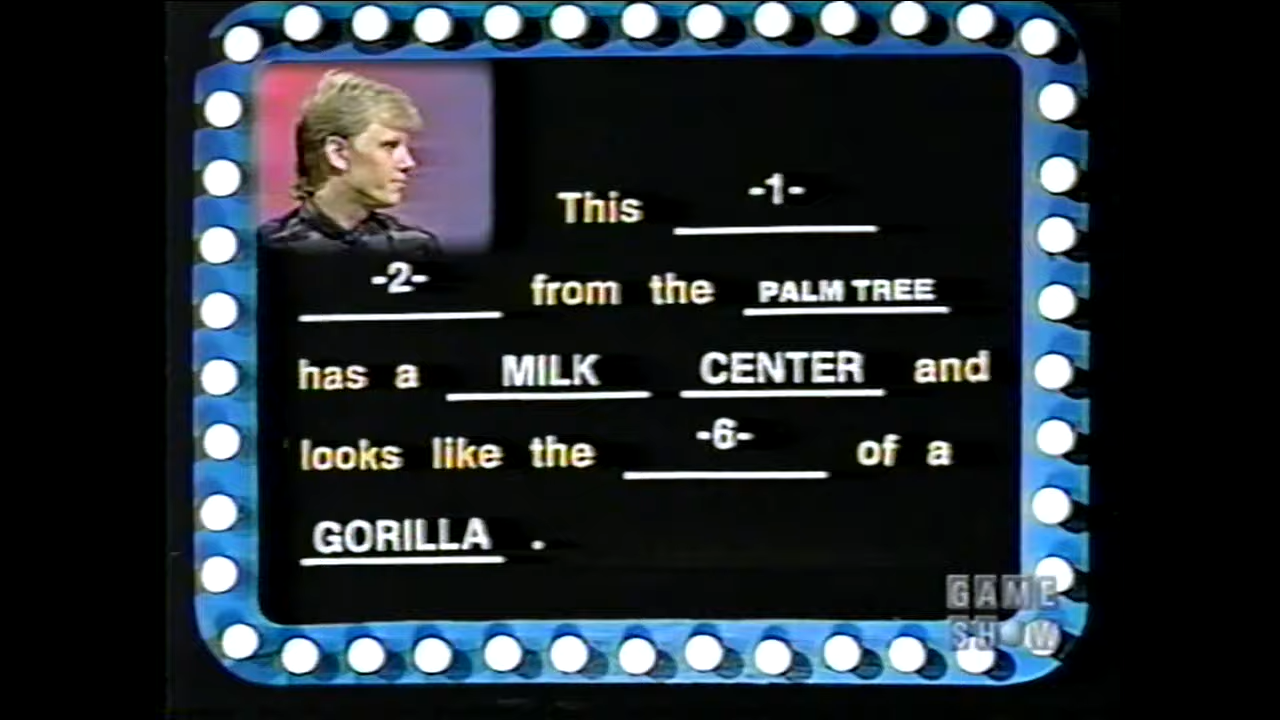 This -1-
-2- from the PALM TREE
has a MILK CENTER and
looks like the -6- of a
GORILLA .
GAME
SHOW